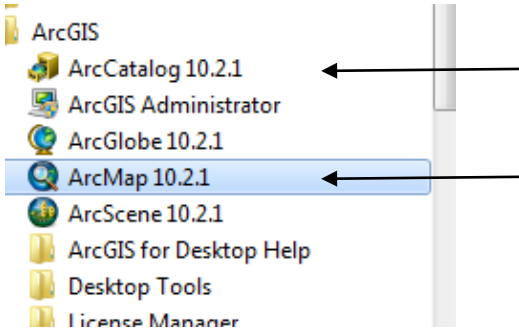 ArcGIS
ArcCatalog 10.2.1
ArcGIS Administrator
ArcGlobe 10.2.1
ArcMap 10.2.1
ArcScene 10.2.1
ArcGIS for Desktop Help
Desktop Tools
License Manager